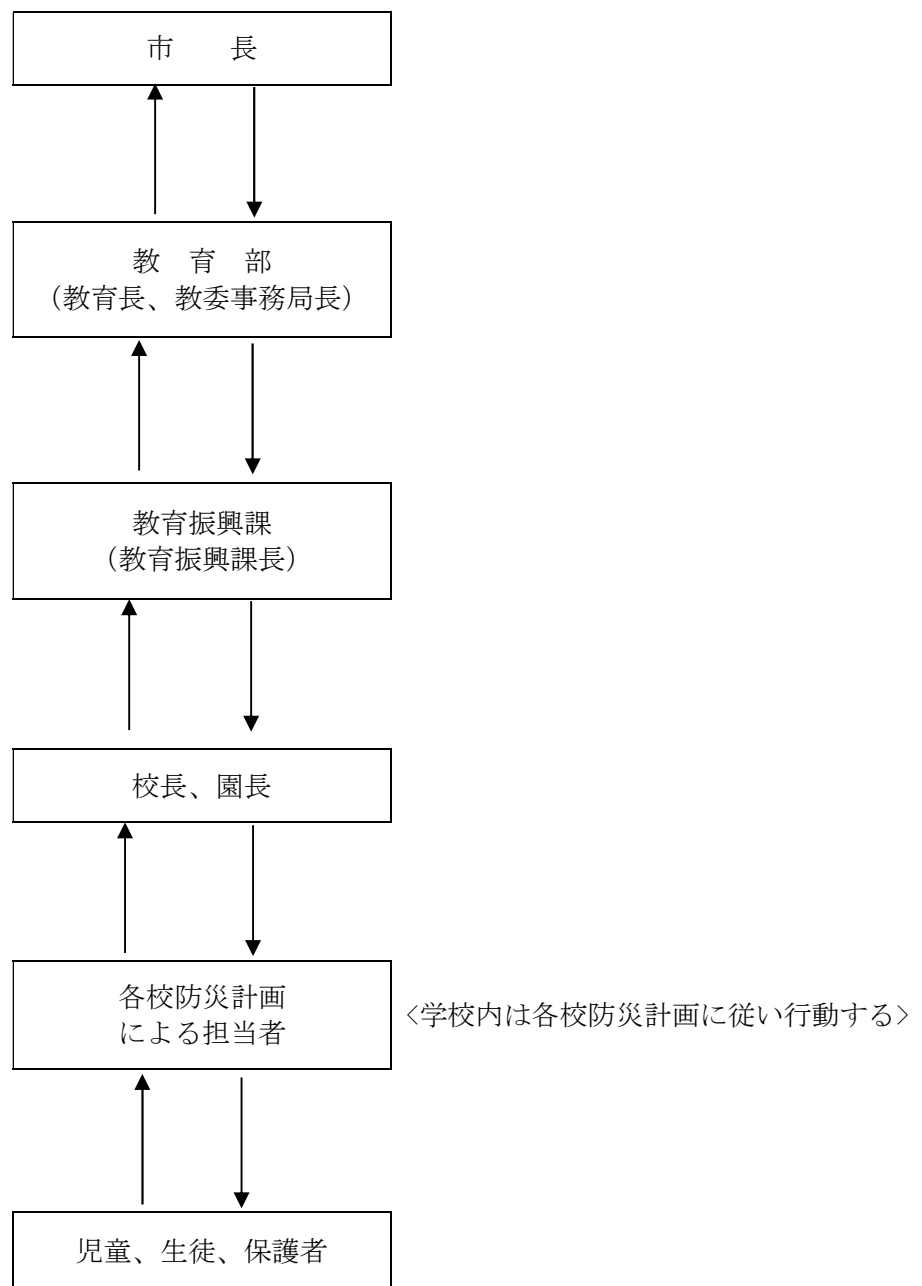 市　　長
教　育　部
（教育長、教委事務局長）
教育振興課
（教育振興課長）
校長、園長
各校防災計画
による担当者
<学校内は各校防災計画に従い行動する>
児童、生徒、保護者